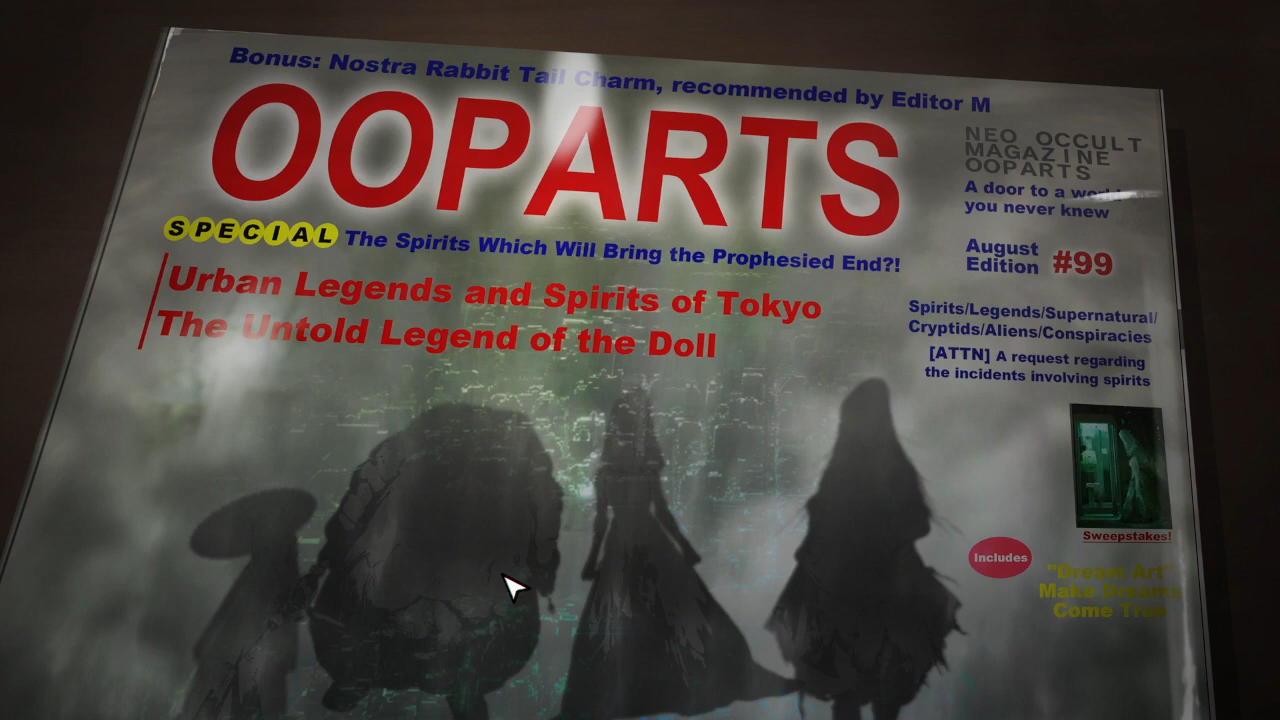 Bonus: Nostra Rabbit Tail Charm, recommended by Editor M
OOPARTS
NEO OCCULT
MAGAZINE
OOPARTS
A door to a world
you never knew
SPECIAL The Spirits Which Will Bring the Prophesied End?!
August
Edition #99
Urban Legends and Spirits of Tokyo
The Untold Legend of the Doll
Spirits/Legends/Supernatural/
Cryptids/Aliens/Conspiracies
[ATTN] A request regarding
the incidents involving spirits
Sweepstakes!
Includes
"Dream Art"
Make Dreams
Come True